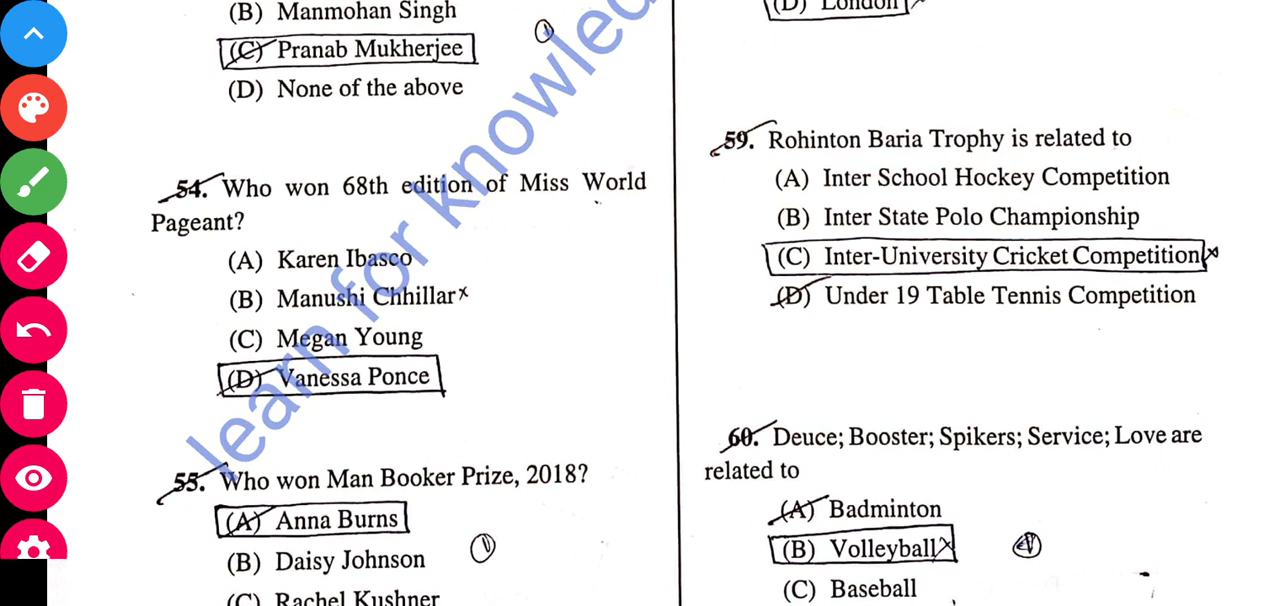 (B) Manmohan Singh
(C) Pranab Mukherjee
(D) None of the above
54. Who won 68th edition of Miss World
Pageant?
(A) Karen Ibasco
(B) Manushi Chhillar x
(C) Megan Young
(D) Vanessa Ponce
55. Who won Man Booker Prize, 2018?
(A) Anna Burns
(B) Daisy Johnson
(C) Rachel Kushner
(D) London
59. Rohinton Baria Trophy is related to
(A) Inter School Hockey Competition
(B) Inter State Polo Championship
(C) Inter-University Cricket Competition x
(D) Under 19 Table Tennis Competition
60. Deuce; Booster; Spikers; Service; Love are
related to
(A) Badminton
(B) Volleyball x
(C) Baseball
learn for knowled